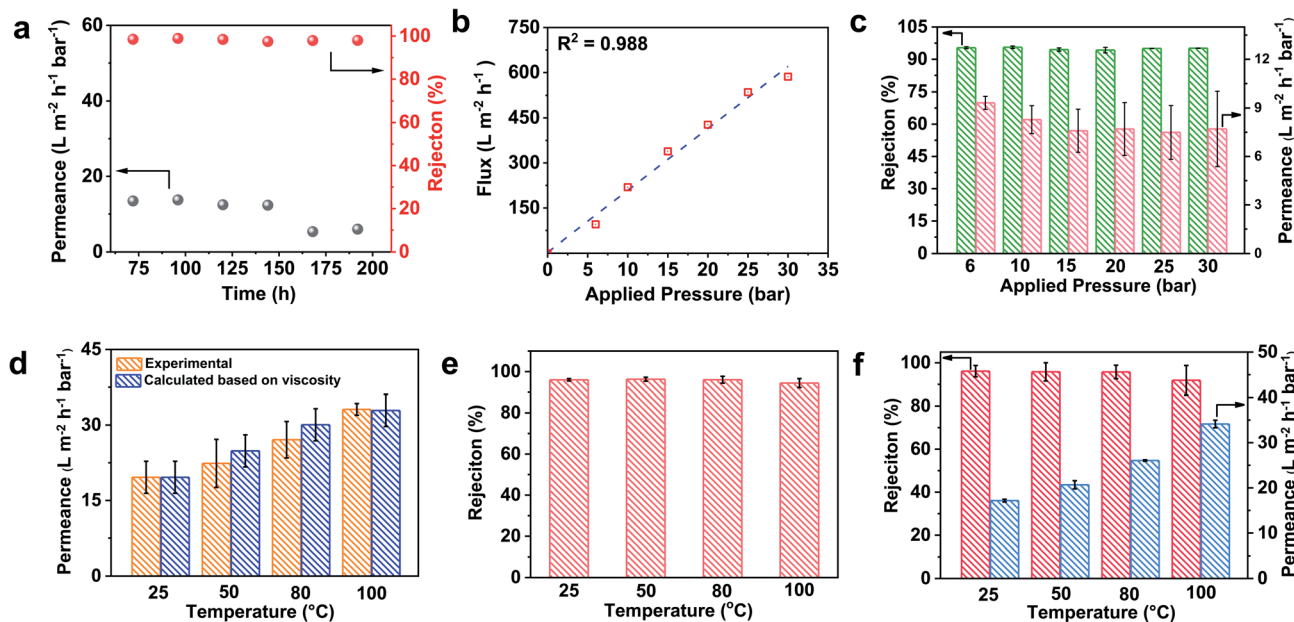 a
60
40
20
0
Permeance (L m⁻² h⁻¹ bar⁻¹)
75 100 125 150 175 200
Time (h)
100
80
60
40
20
0
Rejecton (%)
b
R² = 0.988
750
600
450
300
150
Flux (L m⁻² h⁻¹)
0 5 10 15 20 25 30 35
Applied Pressure (bar)
c
105
90
75
60
45
30
15
0
Rejeciton (%)
6 10 15 20 25 30
Applied Pressure (bar)
12
9
6
3
0
Permeance (L m⁻² h⁻¹ bar⁻¹)
d
Experimental
Calculated based on viscosity
45
30
15
0
Permeance (L m⁻² h⁻¹ bar⁻¹)
25 50 80 100
Temperature (°C)
e
100
80
60
40
20
0
Rejeciton (%)
25 50 80 100
Temperature (°C)
f
100
80
60
40
20
0
Rejeciton (%)
25 50 80 100
Temperature (°C)
50
40
30
20
10
0
Permeance (L m⁻² h⁻¹ bar⁻¹)